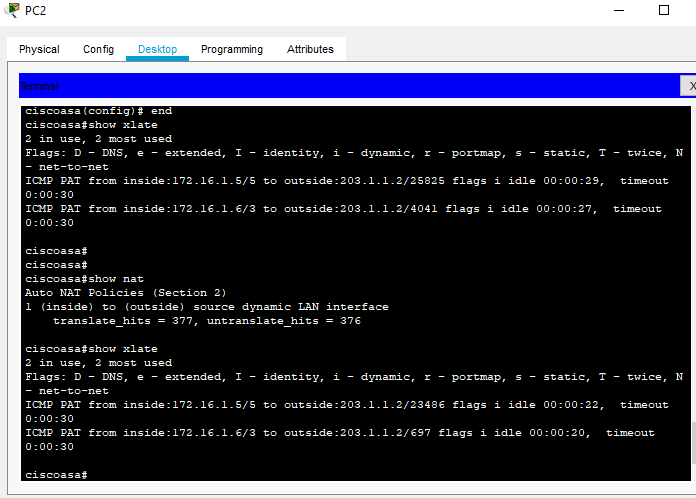 PC2
Physical Config Desktop Programming Attributes
Terminal
X
ciscoasa(config)# end
ciscoasa#show xlate
2 in use, 2 most used
Flags: D - DNS, e - extended, I - identity, i - dynamic, r - portmap, s - static, T - twice, N
- net-to-net
ICMP PAT from inside:172.16.1.5/5 to outside:203.1.1.2/25825 flags i idle 00:00:29, timeout
0:00:30
ICMP PAT from inside:172.16.1.6/3 to outside:203.1.1.2/4041 flags i idle 00:00:27, timeout
0:00:30
ciscoasa#
ciscoasa#
ciscoasa#show nat
Auto NAT Policies (Section 2)
1 (inside) to (outside) source dynamic LAN interface
translate_hits = 377, untranslate_hits = 376
ciscoasa#show xlate
2 in use, 2 most used
Flags: D - DNS, e - extended, I - identity, i - dynamic, r - portmap, s - static, T - twice, N
- net-to-net
ICMP PAT from inside:172.16.1.5/5 to outside:203.1.1.2/23486 flags i idle 00:00:22, timeout
0:00:30
ICMP PAT from inside:172.16.1.6/3 to outside:203.1.1.2/697 flags i idle 00:00:20, timeout
0:00:30
ciscoasa#